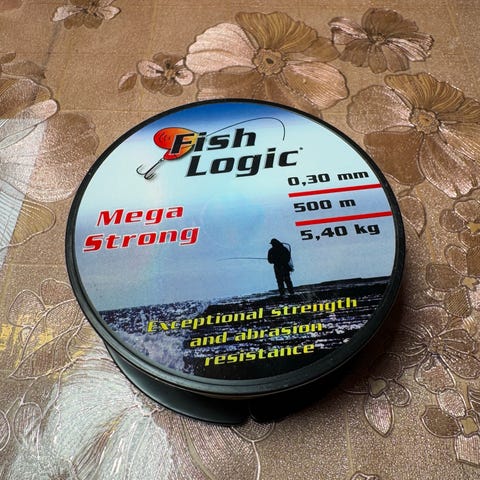 Fish
Logic
0,30 mm
500 m
5,40 kg
Mega
Strong
Exceptional strength
and abrasion
resistance